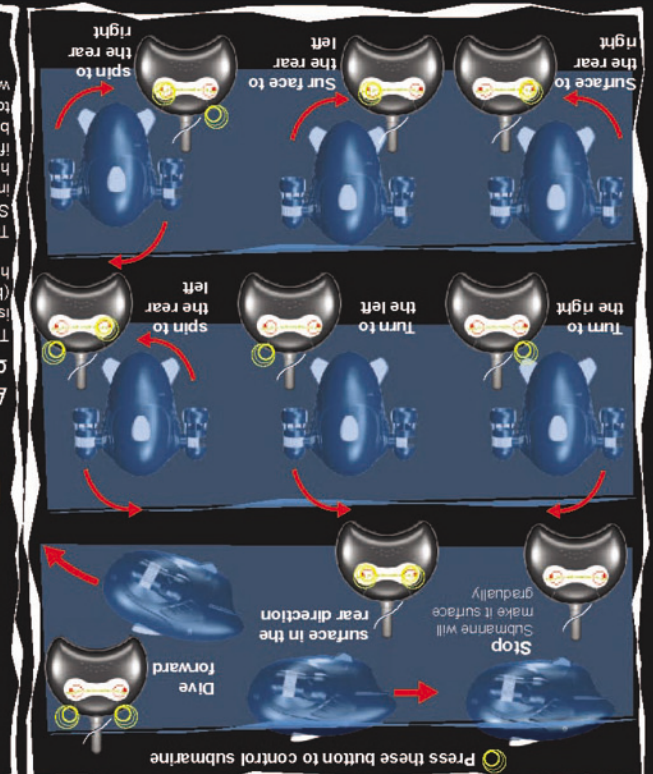 Press these button to control submarine
Stop
Submarine will
make it surface
gradually
surface in the
rear direction
Dive
forward
Turn to
the right
Turn to
the left
spin to
the rear
left
Surface to
the rear
right
Sur face to
the rear
left
spin to
the rear
right